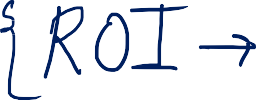 { ROI →